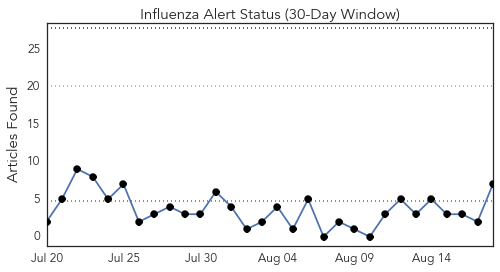 Influenza Alert Status (30-Day Window)
Articles Found
25
20
15
10
5
0
Jul 20 Jul 25 Jul 30 Aug 04 Aug 09 Aug 14